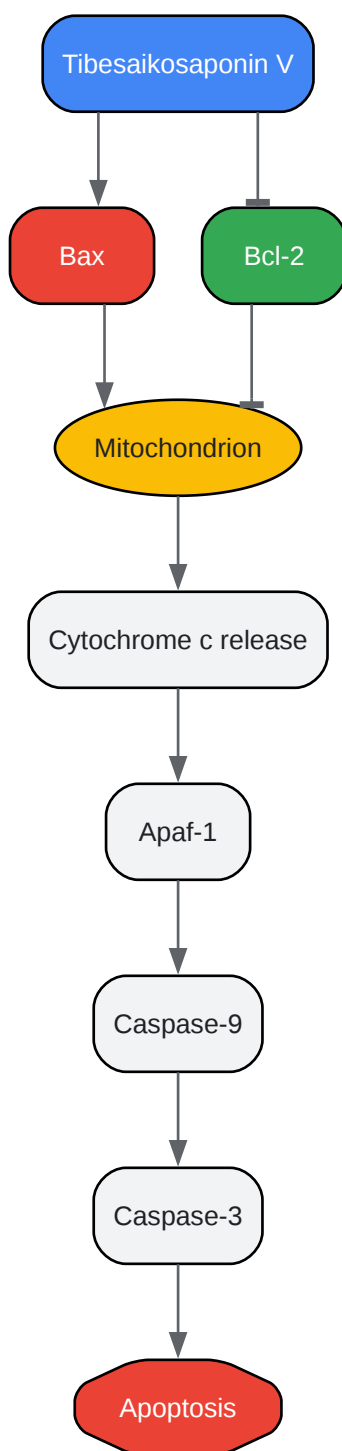 Tibesaikosaponin V
Bax
Bcl-2
Mitochondrion
Cytochrome c release
Apaf-1
Caspase-9
Caspase-3
Apoptosis